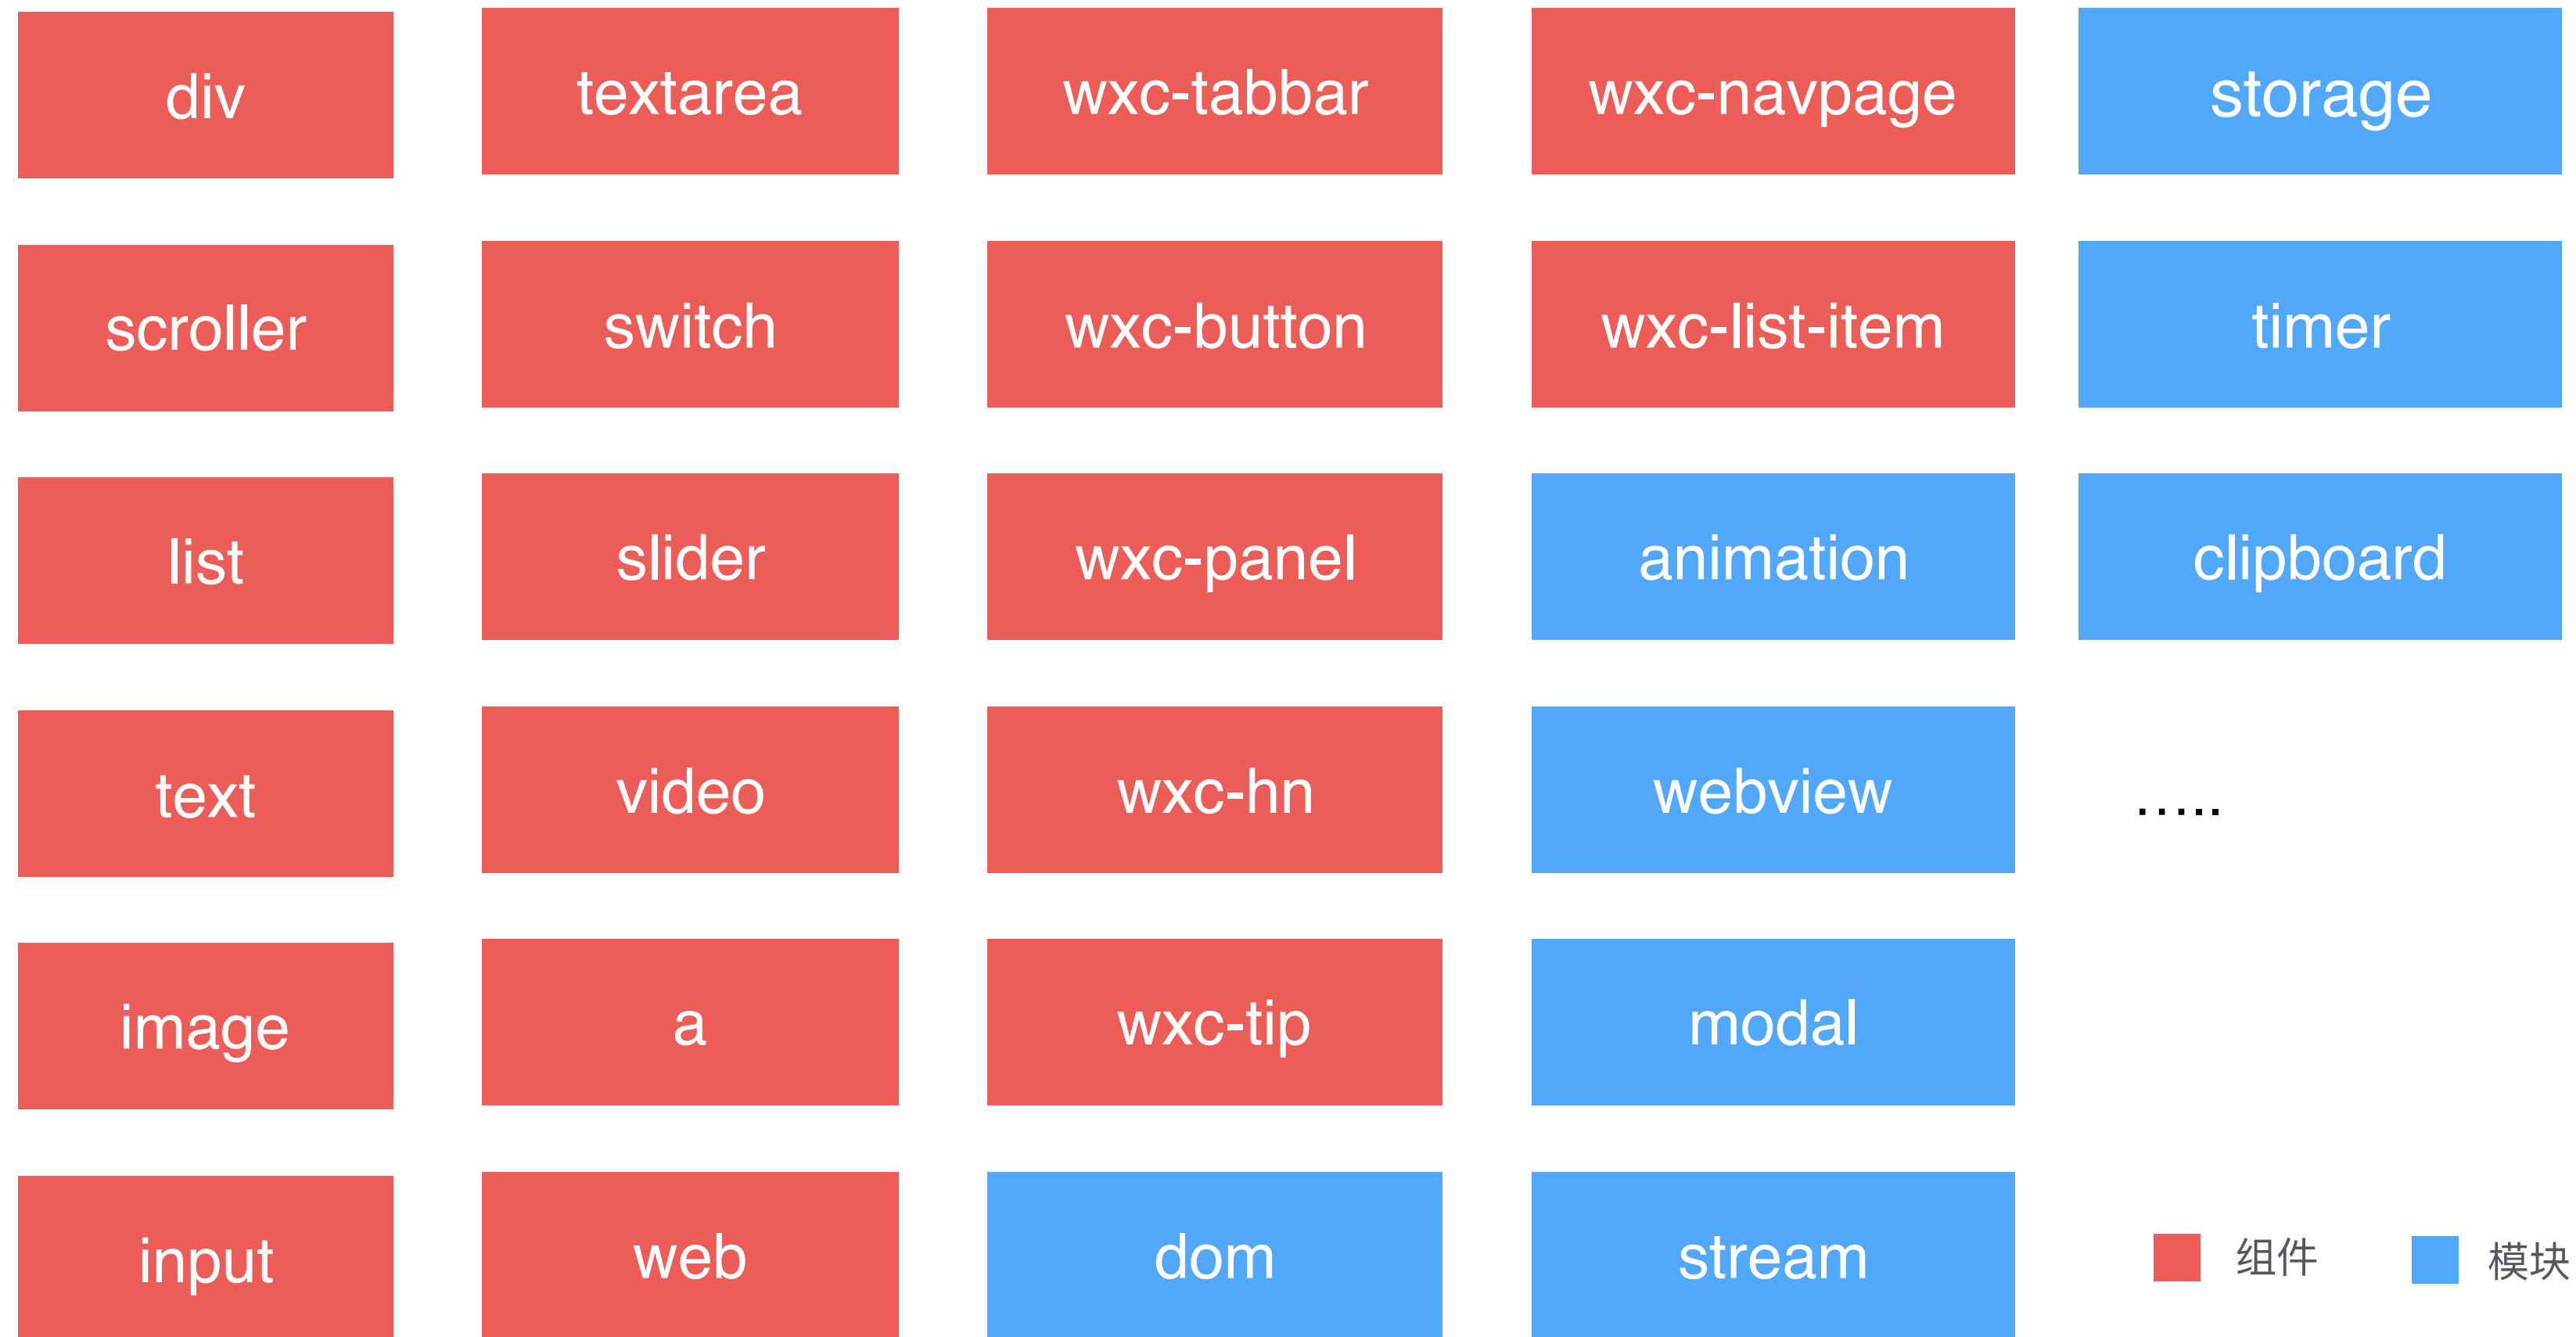 div
textarea
wxc-tabbar
wxc-navpage
storage
scroller
switch
wxc-button
wxc-list-item
timer
list
slider
wxc-panel
animation
clipboard
text
video
wxc-hn
webview
.....
image
a
wxc-tip
modal
input
web
dom
stream
组件
模块